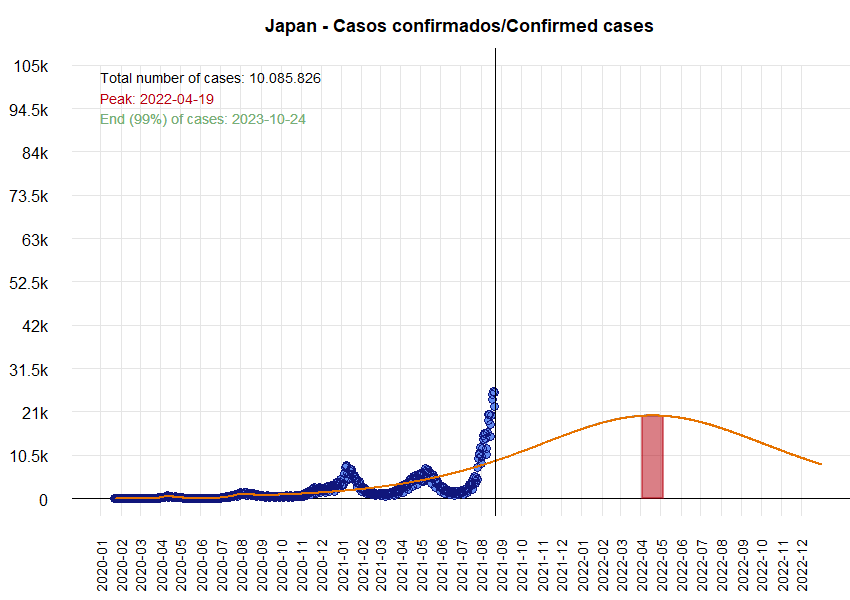 Japan - Casos confirmados/Confirmed cases
105k
94.5k
84k
73.5k
63k
52.5k
42k
31.5k
21k
10.5k
0
Total number of cases: 10.085.826
Peak: 2022-04-19
End (99%) of cases: 2023-10-24
2020-01
2020-02
2020-03
2020-04
2020-05
2020-06
2020-07
2020-08
2020-09
2020-10
2020-11
2020-12
2021-01
2021-02
2021-03
2021-04
2021-05
2021-06
2021-07
2021-08
2021-09
2021-10
2021-11
2021-12
2022-01
2022-02
2022-03
2022-04
2022-05
2022-06
2022-07
2022-08
2022-09
2022-10
2022-11
2022-12